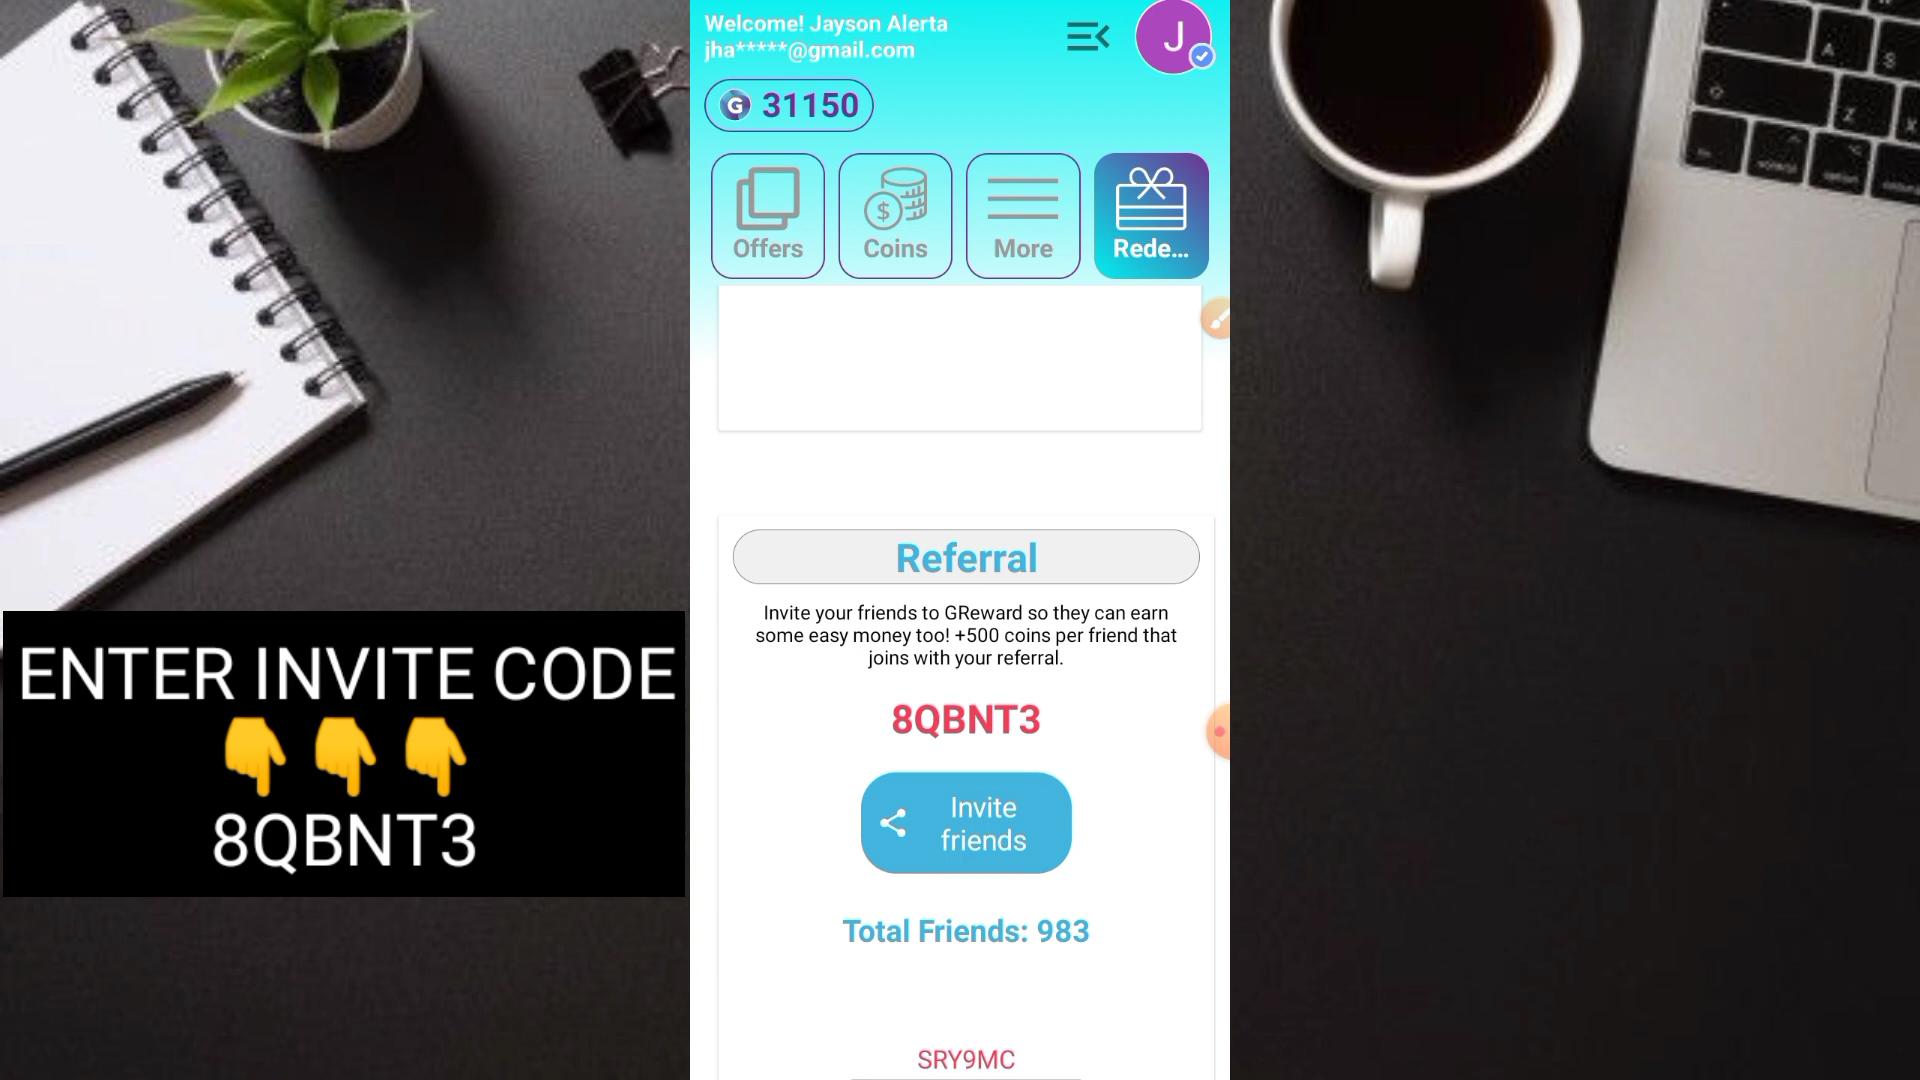 Welcome! Jayson Alerta
jha*****@gmail.com
G 31150
Offers
Coins
More
Rede...
Referral
Invite your friends to GReward so they can earn
some easy money too! +500 coins per friend that
joins with your referral.
8QBNT3
Invite
friends
Total Friends: 983
SRY9MC
ENTER INVITE CODE
👇👇👇
8QBNT3
J
A
S
Z
X